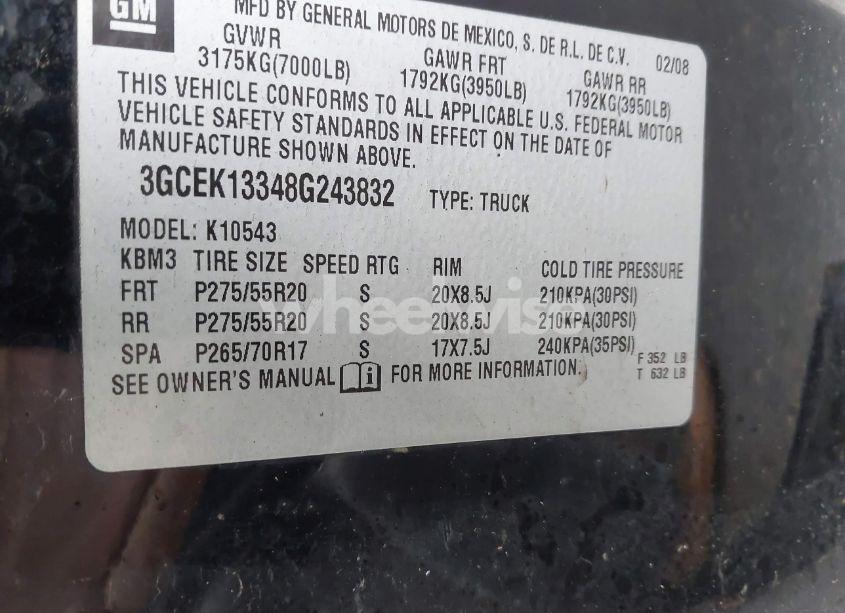 GM
MFD BY GENERAL MOTORS DE MEXICO, S. DE R.L. DE C.V. 02/08
GVWR GAWR FRT GAWR RR
3175KG(7000LB) 1792KG(3950LB) 1792KG(3950LB)
THIS VEHICLE CONFORMS TO ALL APPLICABLE U.S. FEDERAL MOTOR
VEHICLE SAFETY STANDARDS IN EFFECT ON THE DATE OF
MANUFACTURE SHOWN ABOVE.
3GCEK13348G243832 TYPE: TRUCK
MODEL: K10543
KBM3 TIRE SIZE SPEED RTG RIM COLD TIRE PRESSURE
FRT P275/55R20 S 20X8.5J 210KPA(30PSI)
RR P275/55R20 S 20X8.5J 210KPA(30PSI)
SPA P265/70R17 S 17X7.5J 240KPA(35PSI)
F 352 LB
T 632 LB
SEE OWNER'S MANUAL FOR MORE INFORMATION.
wheelwise